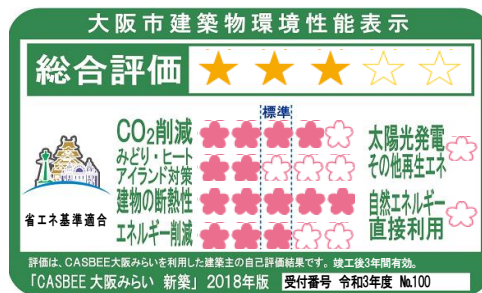 大阪市建築物環境性能表示
総合評価
標準
CO₂削減
みどり・ヒート
アイランド対策
建物の断熱性
エネルギー削減
太陽光発電
その他再生エネ
自然エネルギー
直接利用
省エネ基準適合
評価は、CASBEE大阪みらいを利用した建築主の自己評価結果です。竣工後3年間有効。
「CASBEE大阪みらい 新築」2018年版 受付番号 令和3年度 No.100